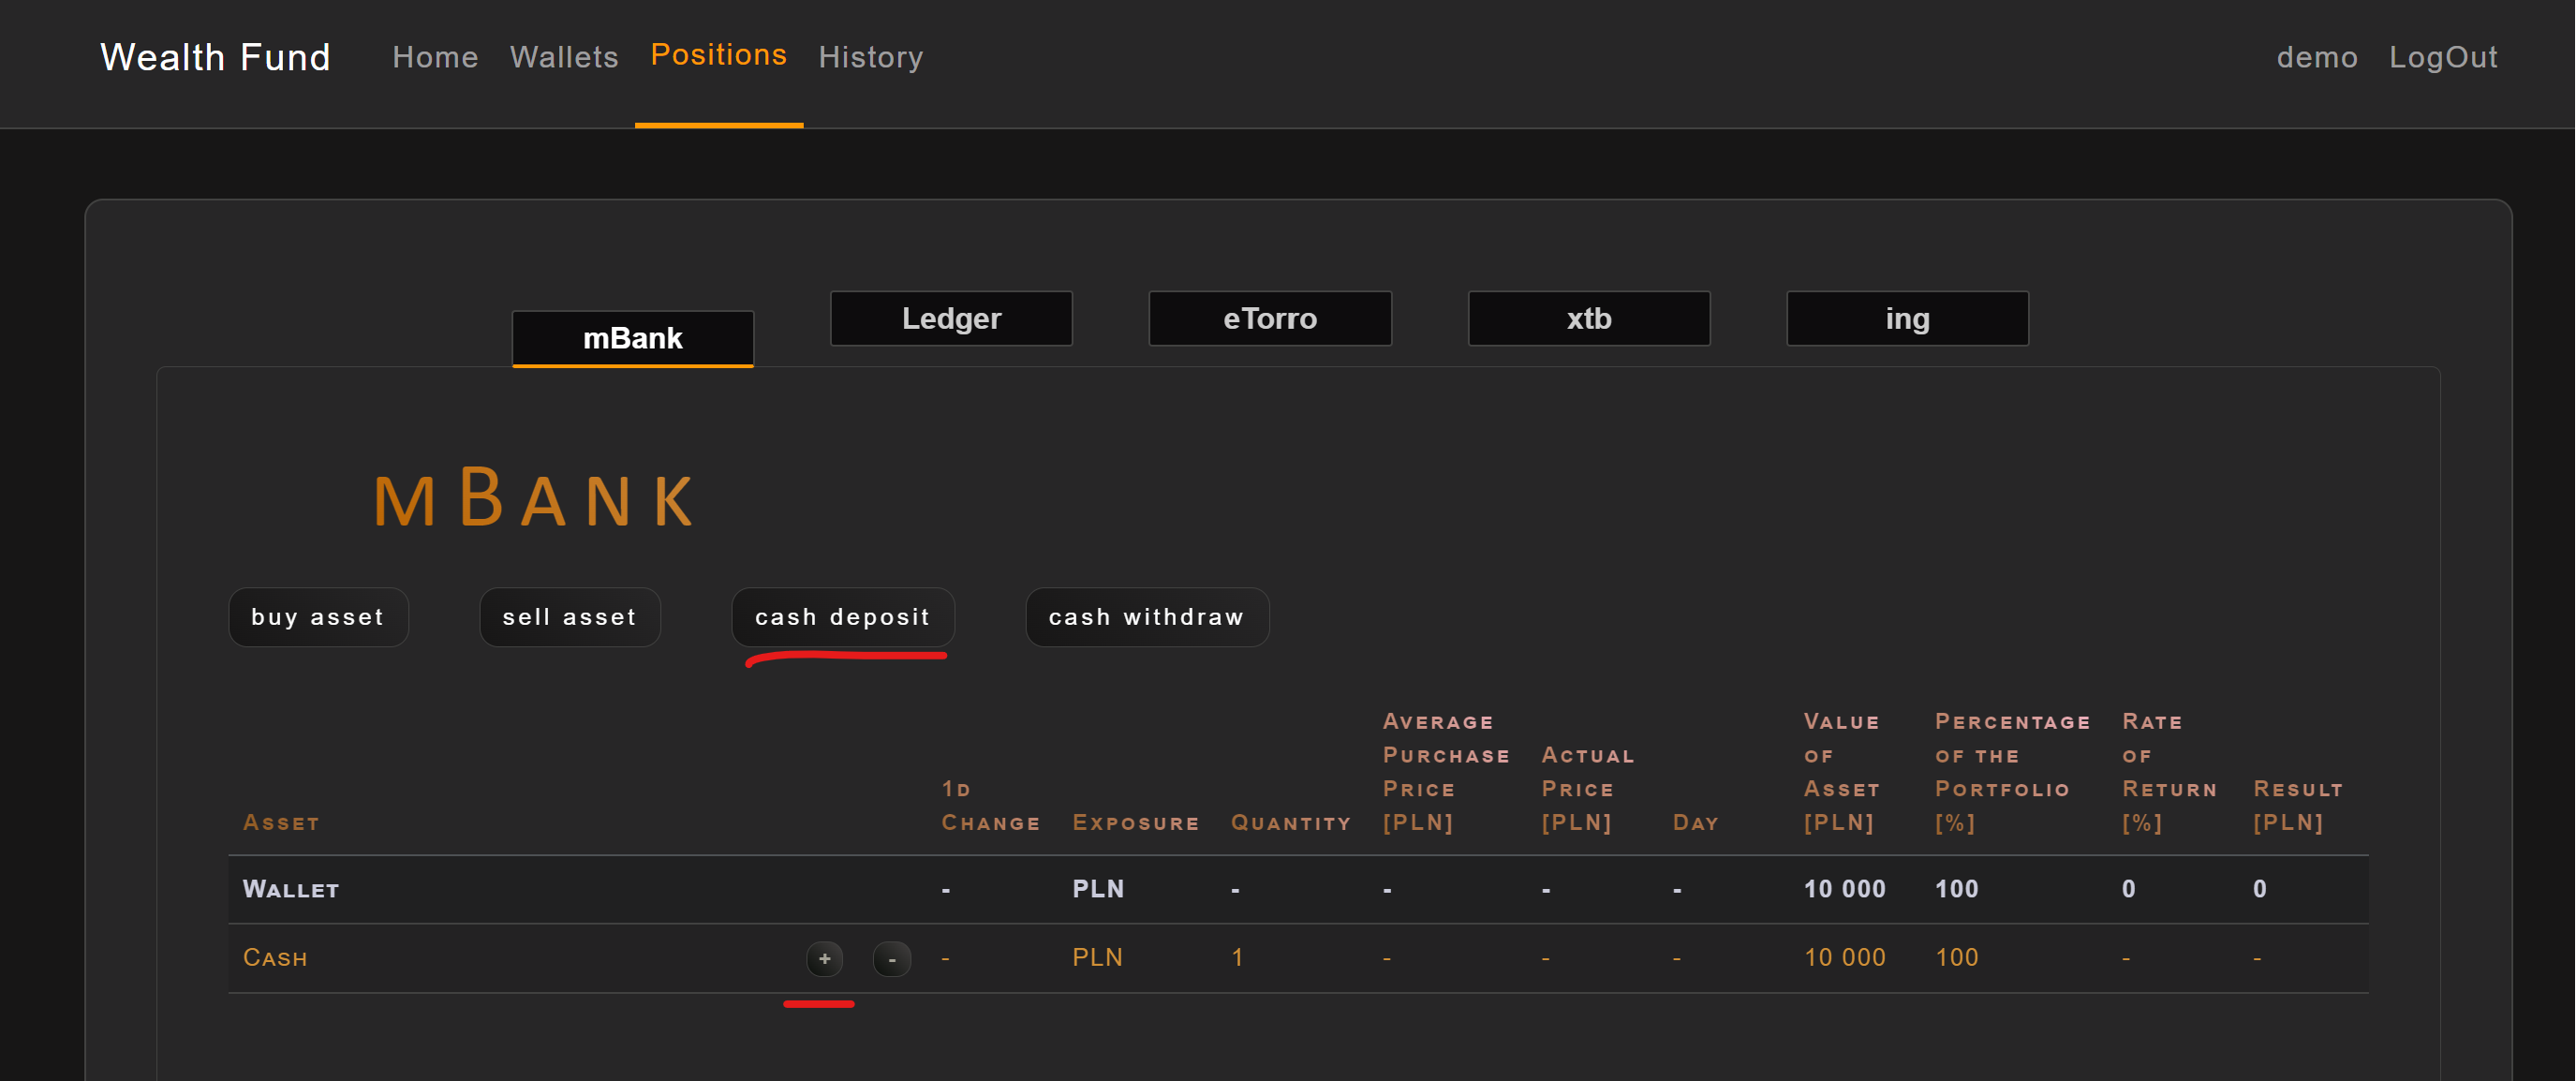 Wealth Fund Home Wallets Positions History demo LogOut
mBank Ledger eTorro xtb ing
mBank
buy asset sell asset cash deposit cash withdraw
Asset 1d Change Exposure Quantity Average Purchase Price [PLN] Actual Price [PLN] Day Value of Asset [PLN] Percentage of the Portfolio [%] Rate of Return [%] Result [PLN]
Wallet - PLN - - - - 10 000 100 0 0
Cash + - - PLN 1 - - - 10 000 100 - -